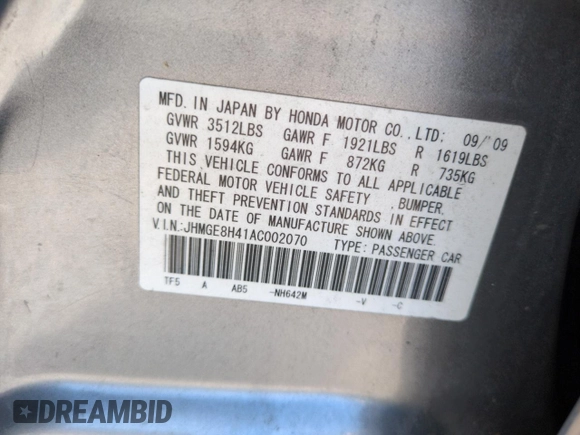 MFD. IN JAPAN BY HONDA MOTOR CO.,LTD: 09/'09
GVWR 3512LBS GAWR F 1921LBS R 1619LBS
GVWR 1594KG GAWR F 872KG R 735KG
THIS VEHICLE CONFORMS TO ALL APPLICABLE
FEDERAL MOTOR VEHICLE SAFETY ,BUMPER,
AND THEFT PREVENTION STANDARDS IN EFFECT
ON THE DATE OF MANUFACTURE SHOWN ABOVE.
V.I.N.:JHMGE8H41AC002070 TYPE: PASSENGER CAR
TF5 A AB5 -NH642M -V -C
DREAMBID